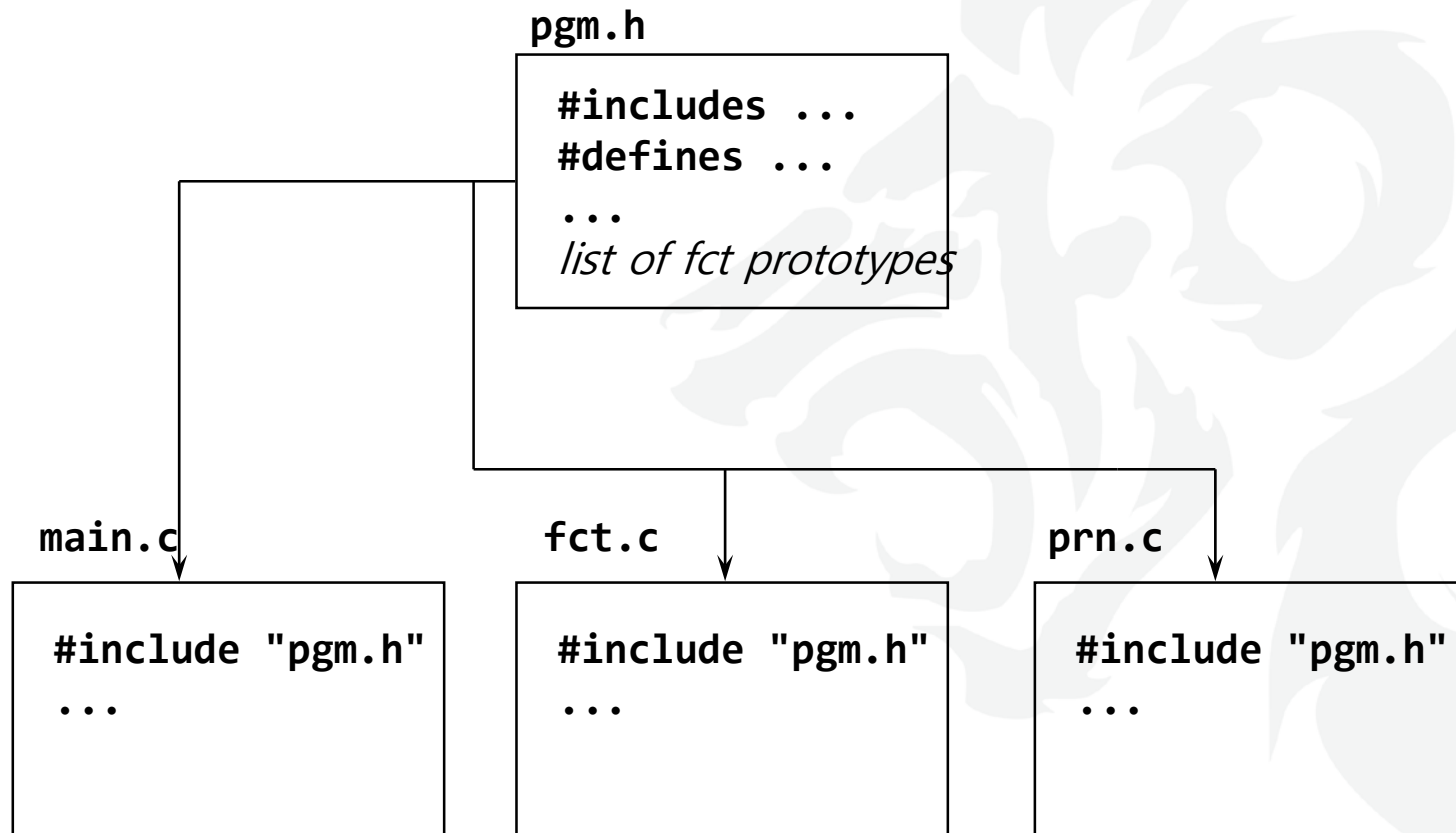 pgm.h
#includes ...
#defines ...
...
list of fct prototypes
main.c
#include "pgm.h"
...
fct.c
#include "pgm.h"
...
prn.c
#include "pgm.h"
...